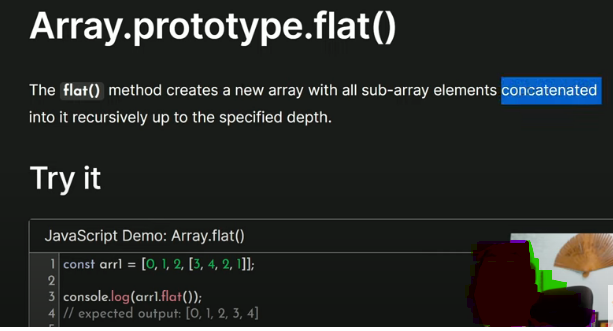 Array.prototype.flat()
The flat() method creates a new array with all sub-array elements concatenated
into it recursively up to the specified depth.
Try it
JavaScript Demo: Array.flat()
1 const arr1 = [0, 1, 2, [3, 4, 2, 1]];
2
3 console.log(arr1.flat());
4 // expected output: [0, 1, 2, 3, 4]